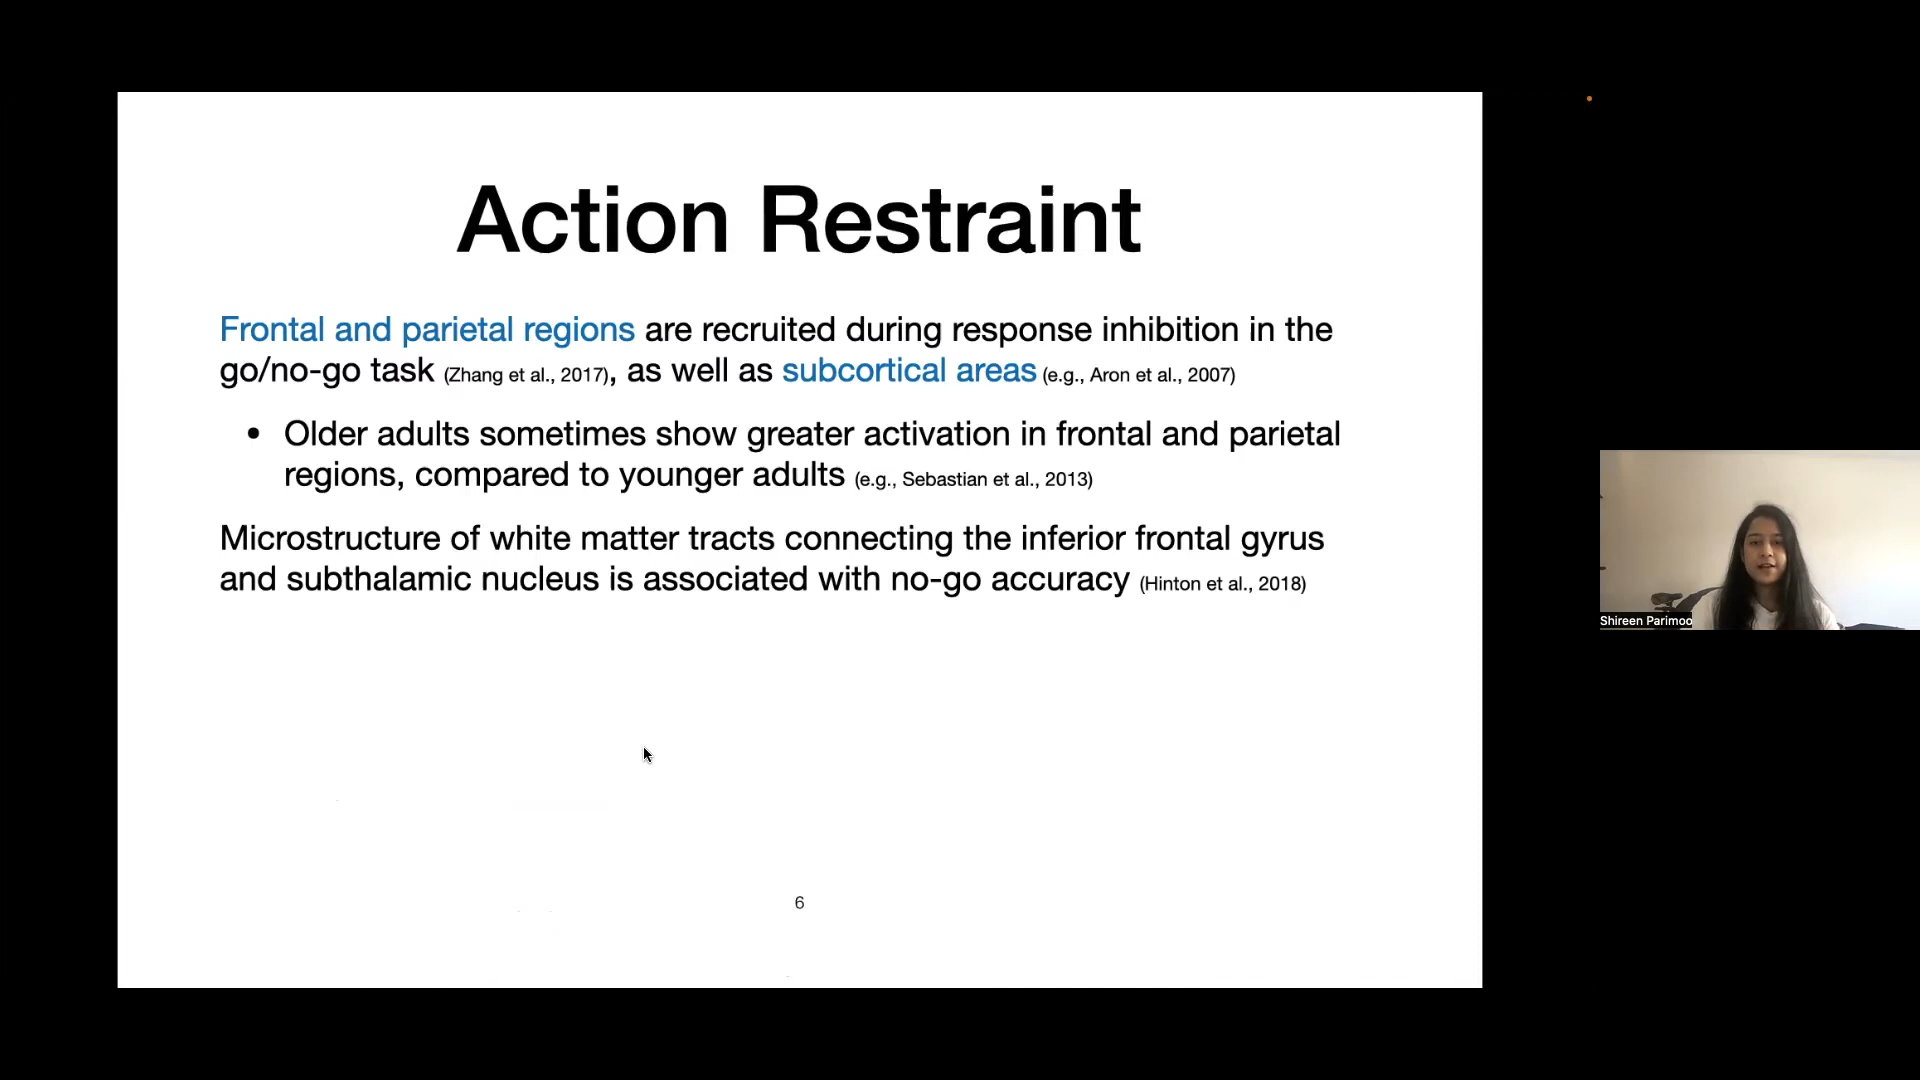 Action Restraint
Frontal and parietal regions are recruited during response inhibition in the
go/no-go task (Zhang et al., 2017), as well as subcortical areas (e.g., Aron et al., 2007)
• Older adults sometimes show greater activation in frontal and parietal
regions, compared to younger adults (e.g., Sebastian et al., 2013)
Microstructure of white matter tracts connecting the inferior frontal gyrus
and subthalamic nucleus is associated with no-go accuracy (Hinton et al., 2018)
6
Shireen Parimoo